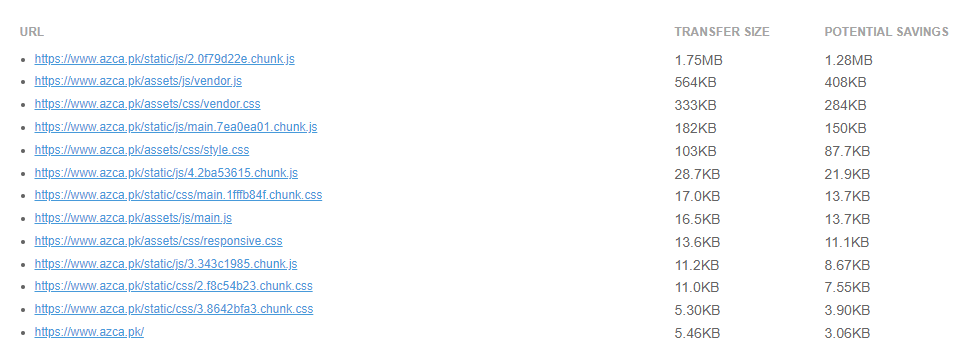 URL TRANSFER SIZE POTENTIAL SAVINGS
• https://www.azca.pk/static/js/2.0f79d22e.chunk.js 1.75MB 1.28MB
• https://www.azca.pk/assets/js/vendor.js 564KB 408KB
• https://www.azca.pk/assets/css/vendor.css 333KB 284KB
• https://www.azca.pk/static/js/main.7ea0ea01.chunk.js 182KB 150KB
• https://www.azca.pk/assets/css/style.css 103KB 87.7KB
• https://www.azca.pk/static/js/4.2ba53615.chunk.js 28.7KB 21.9KB
• https://www.azca.pk/static/css/main.1fffb84f.chunk.css 17.0KB 13.7KB
• https://www.azca.pk/assets/js/main.js 16.5KB 13.7KB
• https://www.azca.pk/assets/css/responsive.css 13.6KB 11.1KB
• https://www.azca.pk/static/js/3.343c1985.chunk.js 11.2KB 8.67KB
• https://www.azca.pk/static/css/2.f8c54b23.chunk.css 11.0KB 7.55KB
• https://www.azca.pk/static/css/3.8642bfa3.chunk.css 5.30KB 3.90KB
• https://www.azca.pk/ 5.46KB 3.06KB